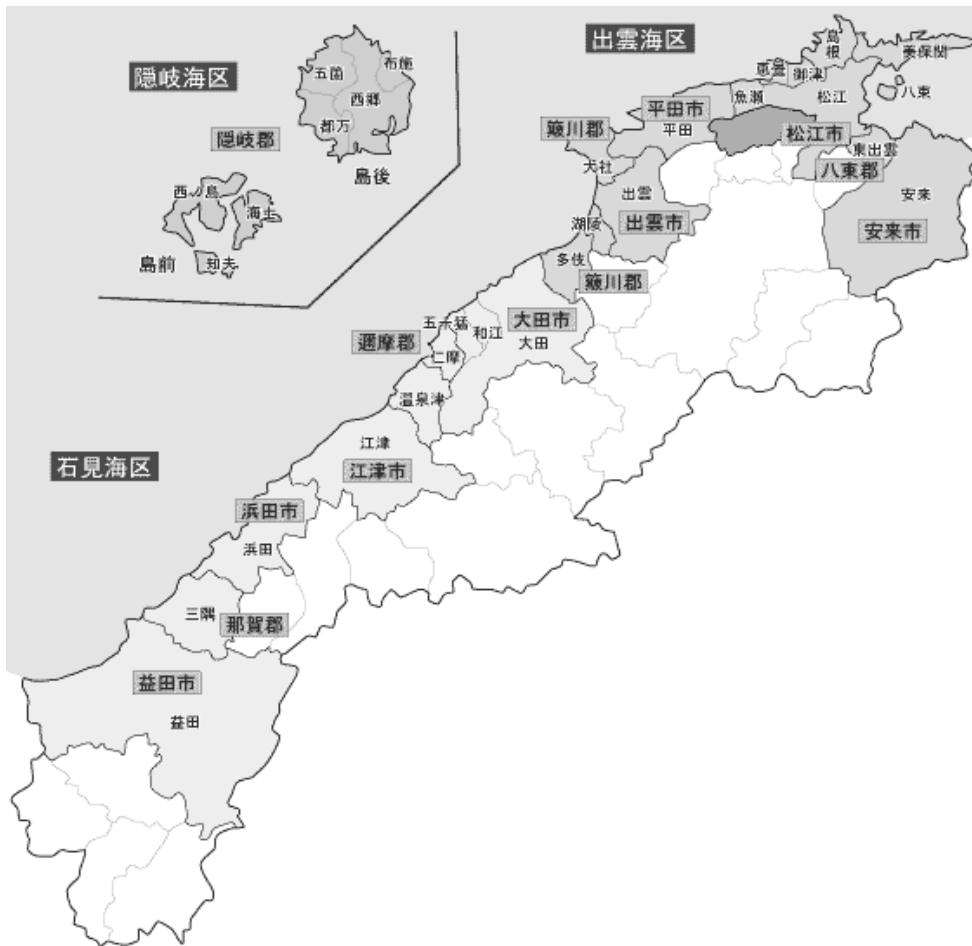 出雲海区
島根
美保関
恵曇
御津
隠岐海区
五箇
布施
西郷
都万
島後
隠岐郡
西ノ島
海士
島前
知夫
平田市
平田
魚瀬
松江
八束
松江市
簸川郡
大社
東出雲
八束郡
出雲
出雲市
安来
安来市
湖陵
多伎
簸川郡
大田市
大田
五十猛
和江
邇摩郡
仁摩
温泉津
石見海区
江津
江津市
浜田市
浜田
三隅
那賀郡
益田市
益田